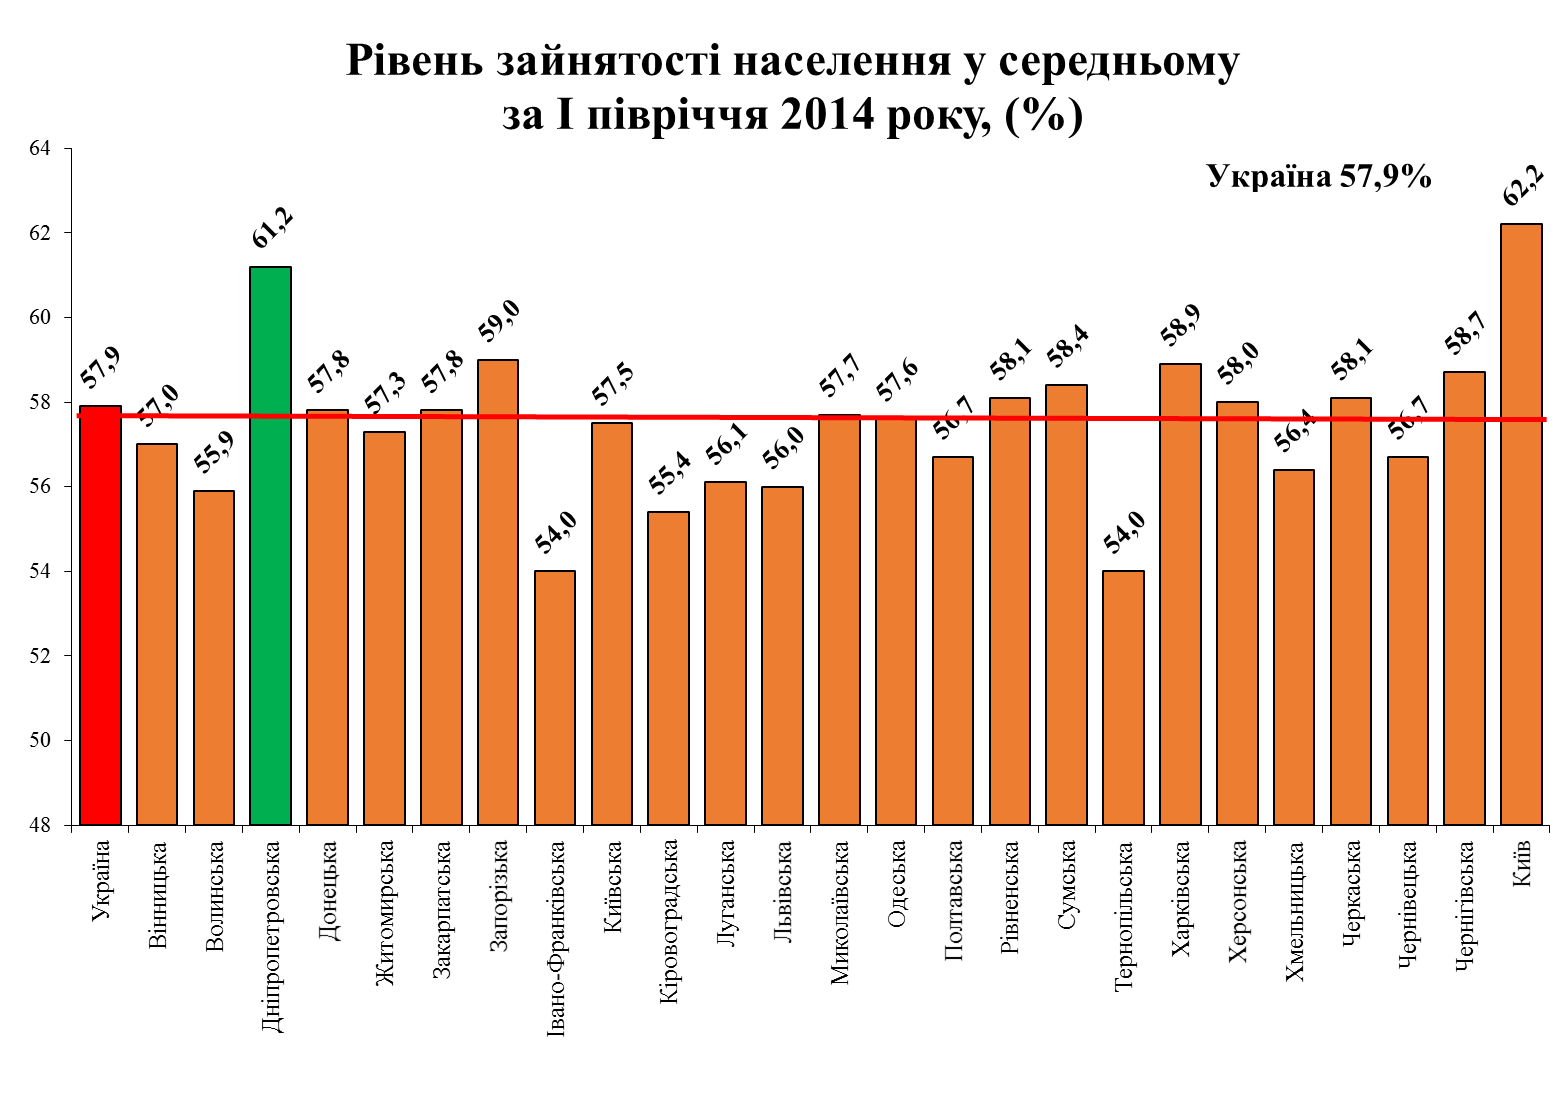 Рівень зайнятості населення у середньому
за І півріччя 2014 року, (%)
Україна 57,9%
64
62
60
58
56
54
52
50
48
57,9
57,0
55,9
61,2
57,8
57,3
57,8
59,0
54,0
57,5
55,4
56,1
56,0
57,7
57,6
56,7
58,1
58,4
54,0
58,9
58,0
56,4
58,1
56,7
58,7
62,2
Україна
Вінницька
Волинська
Дніпропетровська
Донецька
Житомирська
Закарпатська
Запорізька
Івано-Франківська
Київська
Кіровоградська
Луганська
Львівська
Миколаївська
Одеська
Полтавська
Рівненська
Сумська
Тернопільська
Харківська
Херсонська
Хмельницька
Черкаська
Чернівецька
Чернігівська
Київ